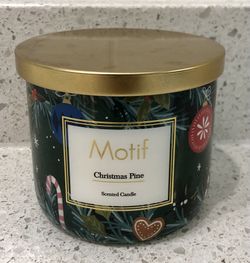 Motif
Christmas Pine
Scented Candle